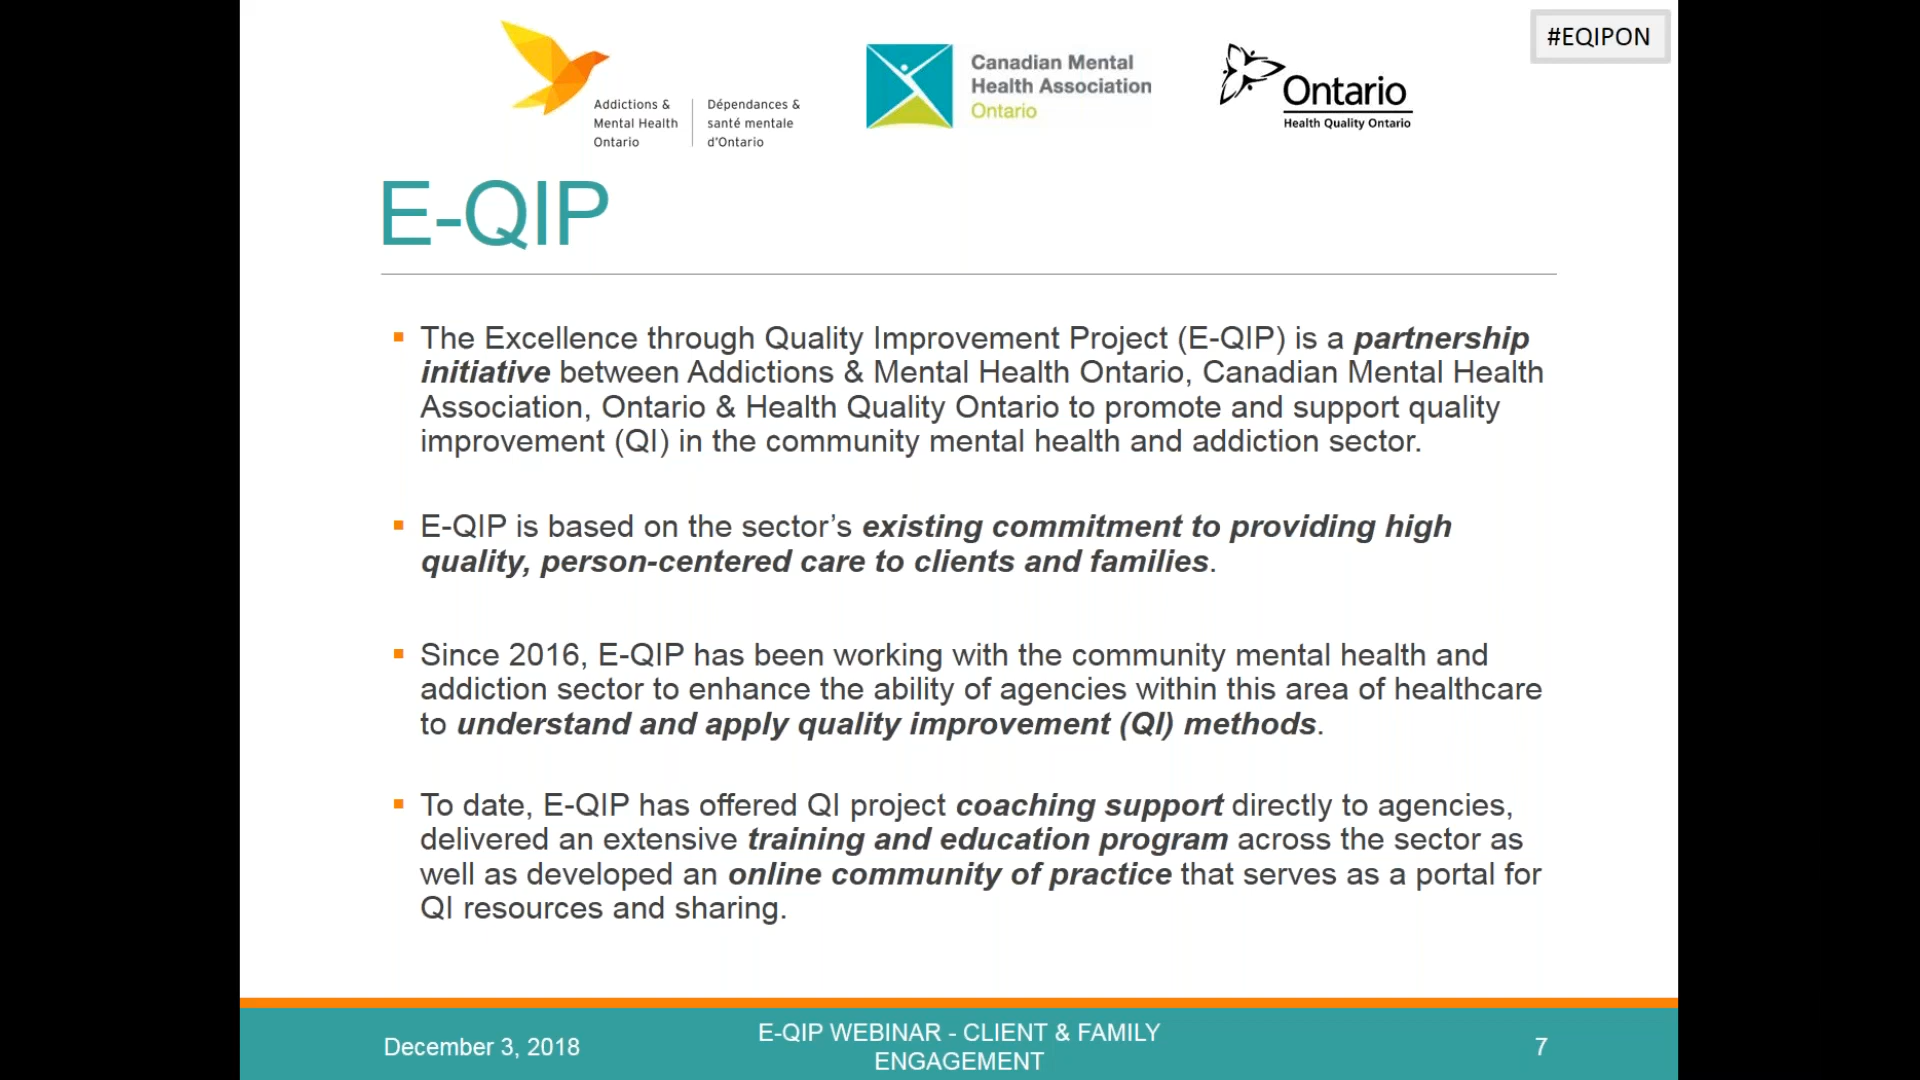 #EQIPON
Addictions &
Mental Health
Ontario
Dépendances &
santé mentale
d'Ontario
Canadian Mental
Health Association
Ontario
Ontario
Health Quality Ontario
E-QIP
The Excellence through Quality Improvement Project (E-QIP) is a partnership
initiative between Addictions & Mental Health Ontario, Canadian Mental Health
Association, Ontario & Health Quality Ontario to promote and support quality
improvement (QI) in the community mental health and addiction sector.
E-QIP is based on the sector’s existing commitment to providing high
quality, person-centered care to clients and families.
Since 2016, E-QIP has been working with the community mental health and
addiction sector to enhance the ability of agencies within this area of healthcare
to understand and apply quality improvement (QI) methods.
To date, E-QIP has offered QI project coaching support directly to agencies,
delivered an extensive training and education program across the sector as
well as developed an online community of practice that serves as a portal for
QI resources and sharing.
December 3, 2018
E-QIP WEBINAR - CLIENT & FAMILY
ENGAGEMENT
7